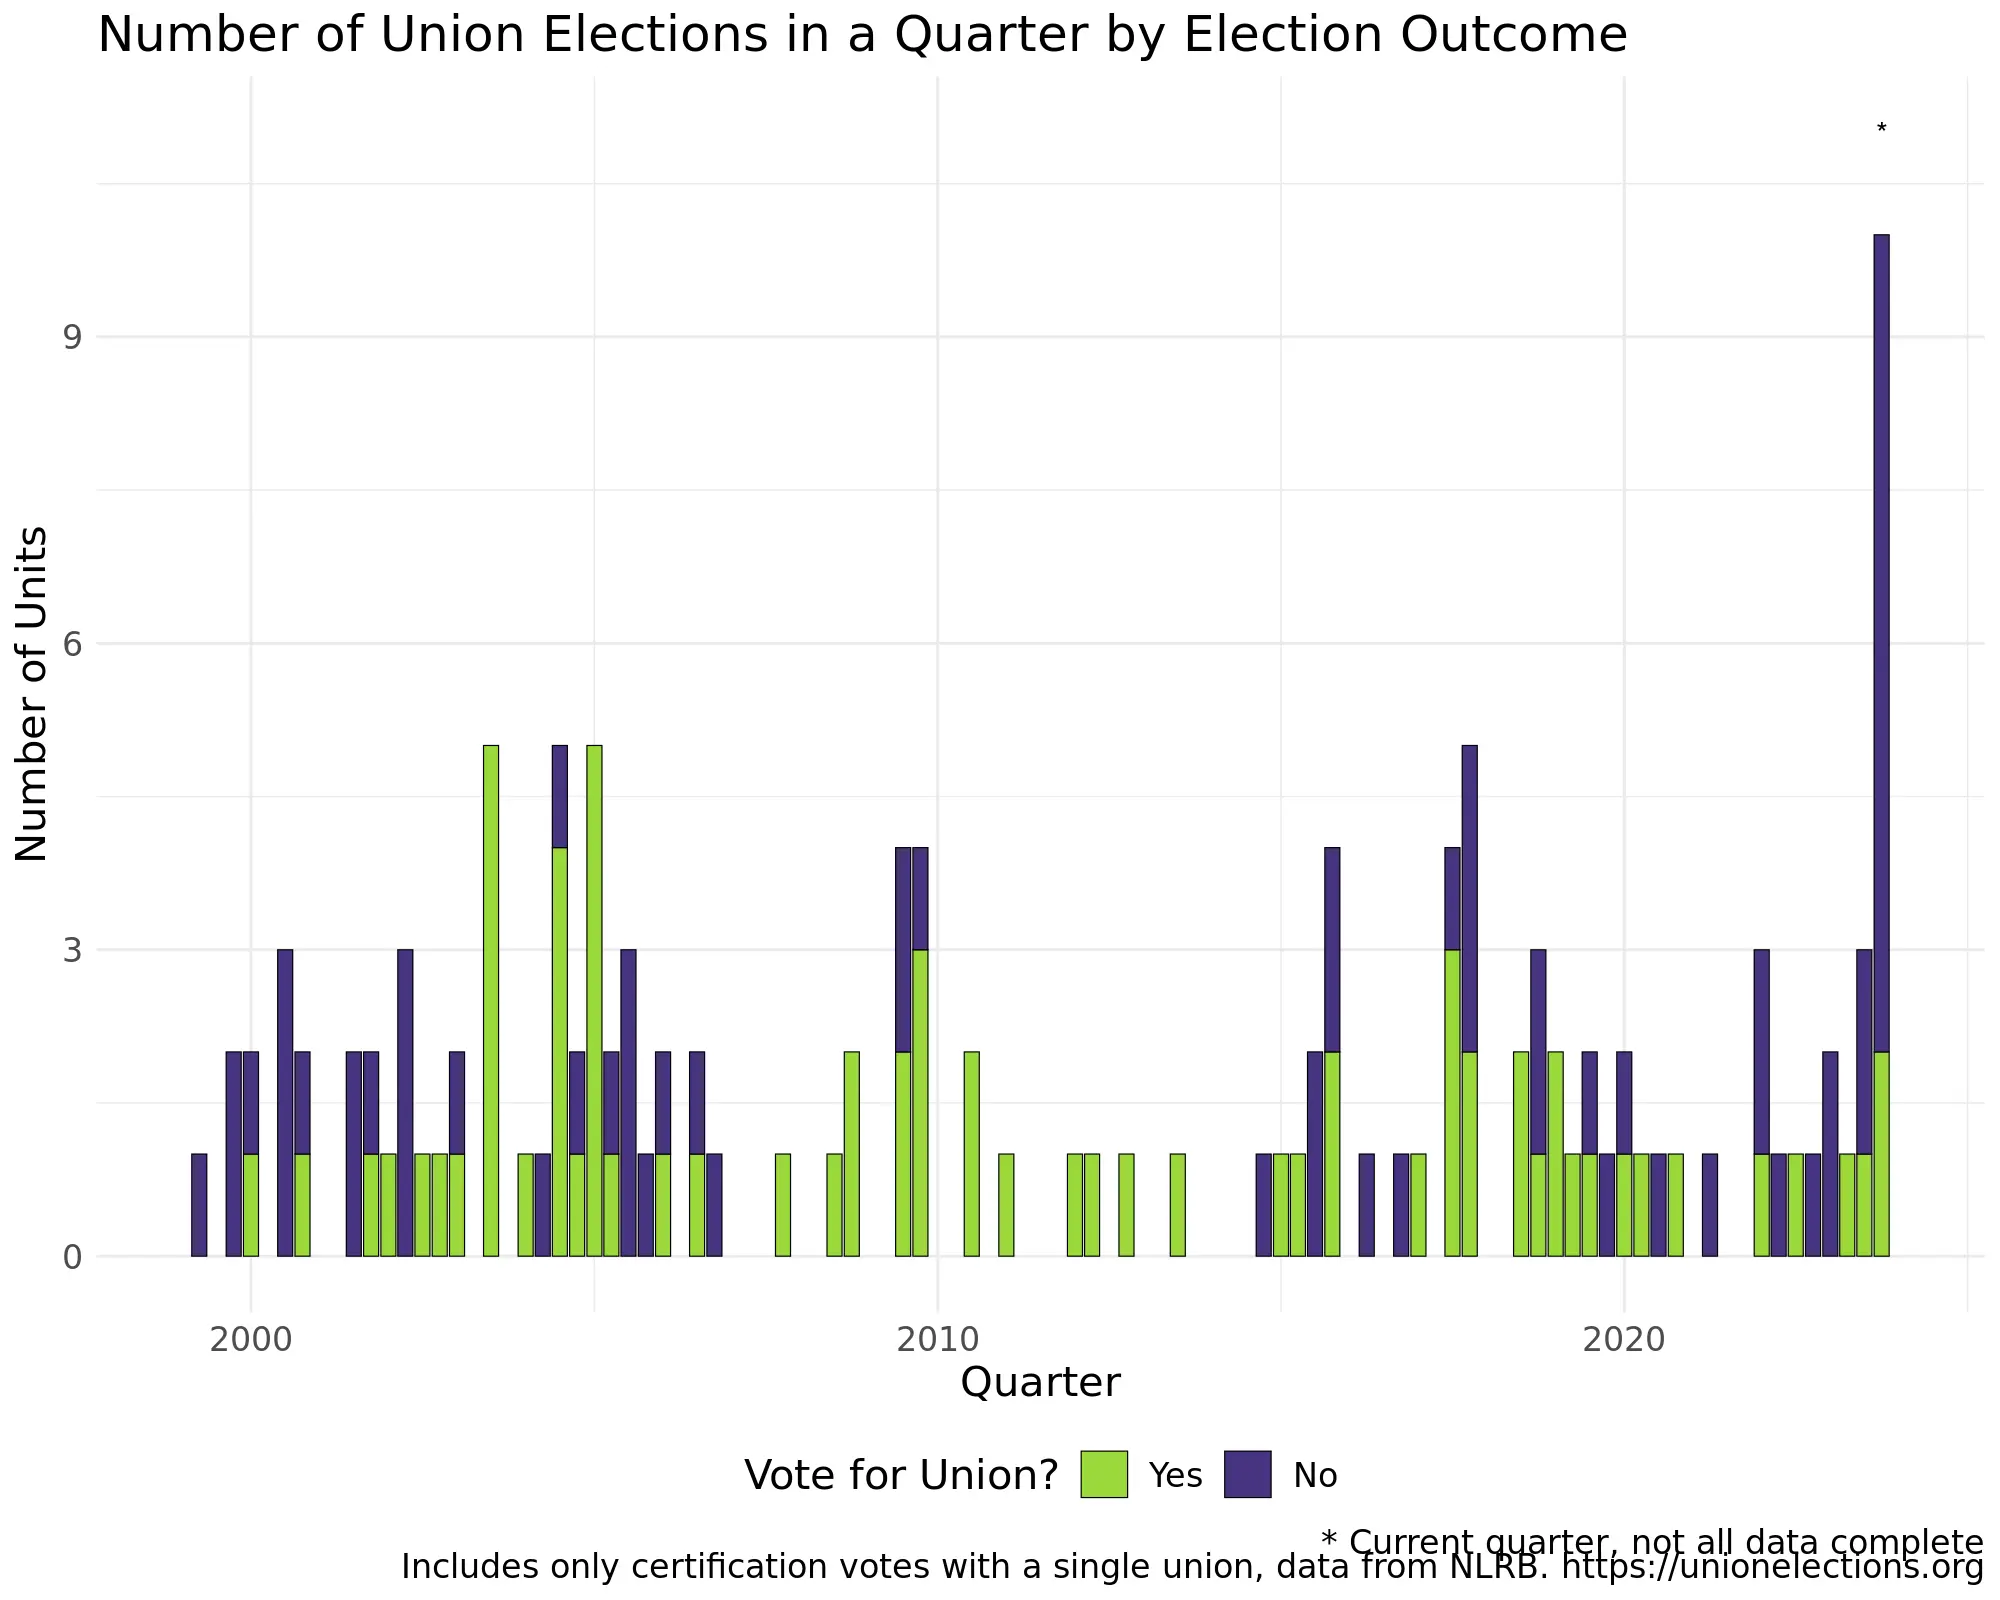 Number of Union Elections in a Quarter by Election Outcome
*
9
6
3
0
Number of Units
2000 2010 2020
Quarter
Vote for Union? Yes No
* Current quarter, not all data complete
Includes only certification votes with a single union, data from NLRB. https://unionelections.org